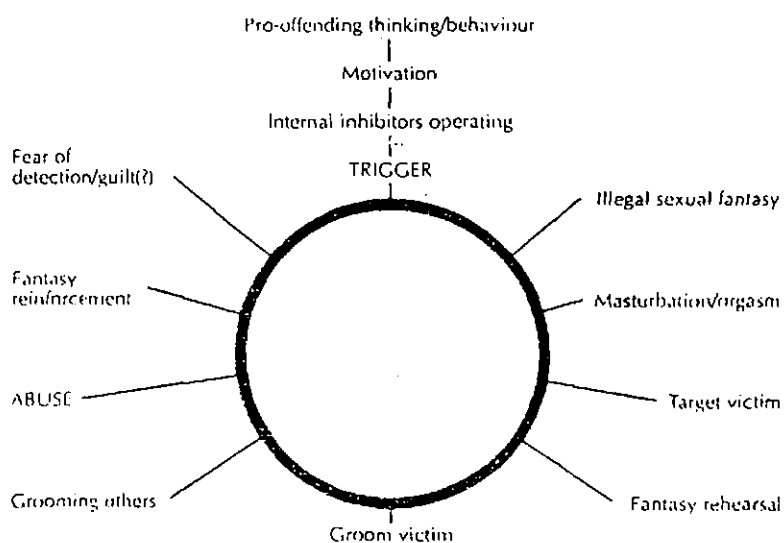 Pro-offending thinking/behaviour
Motivation
Internal inhibitors operating
TRIGGER
Illegal sexual fantasy
Masturbation/orgasm
Target victim
Fantasy rehearsal
Groom victim
Grooming others
ABUSE
Fantasy
reinforcement
Fear of
detection/guilt(?)